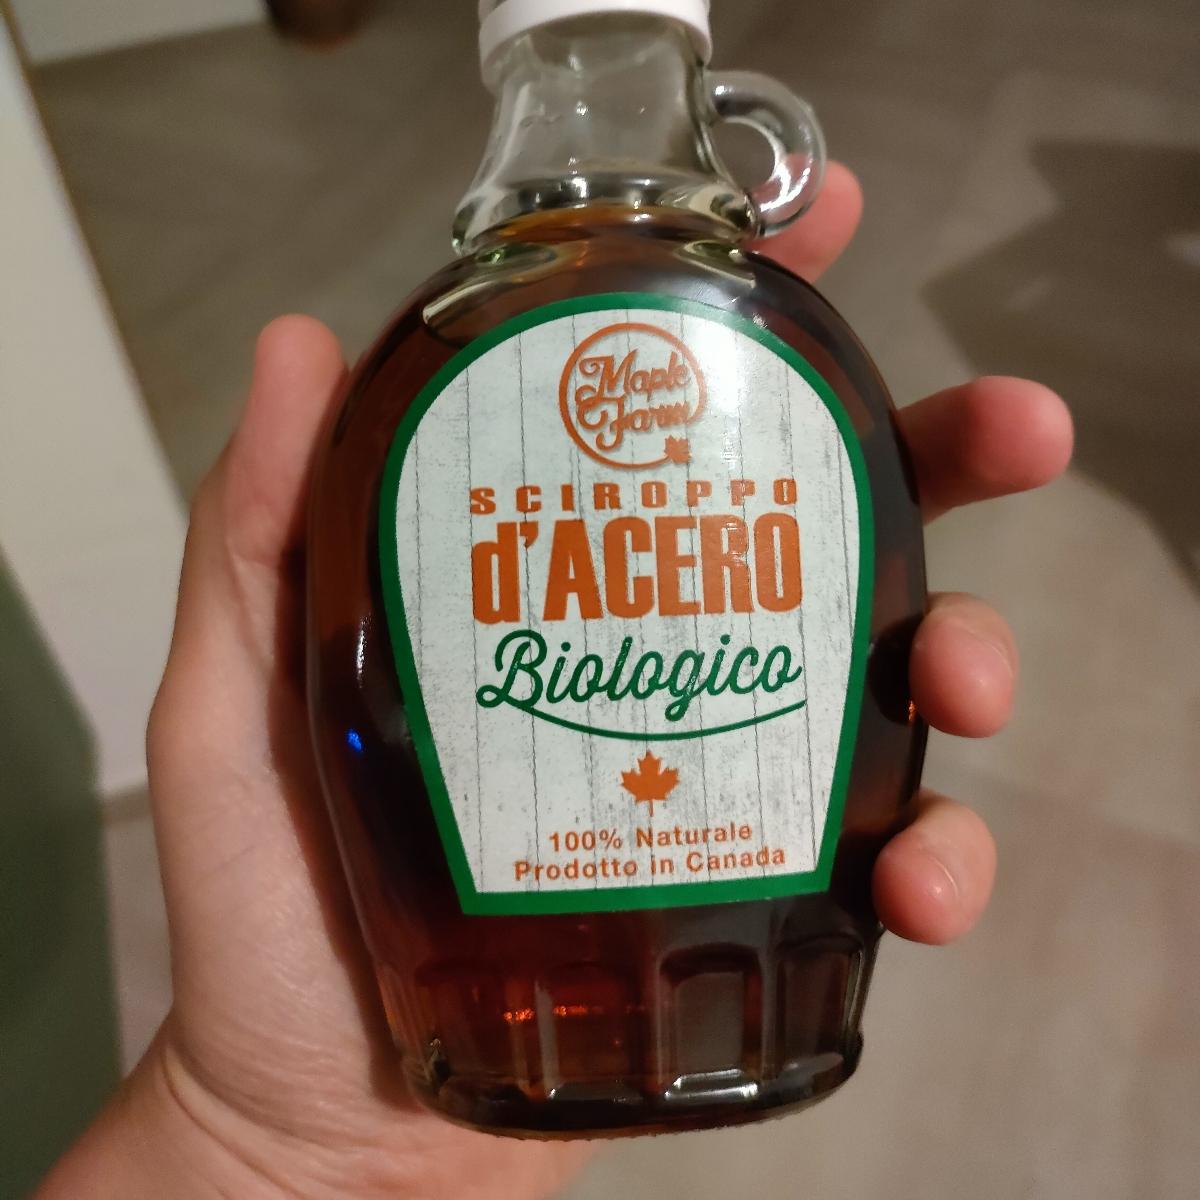 Maple
Farm
SCIROPPO
d'ACERO
Biologico
100% Naturale
Prodotto in Canada